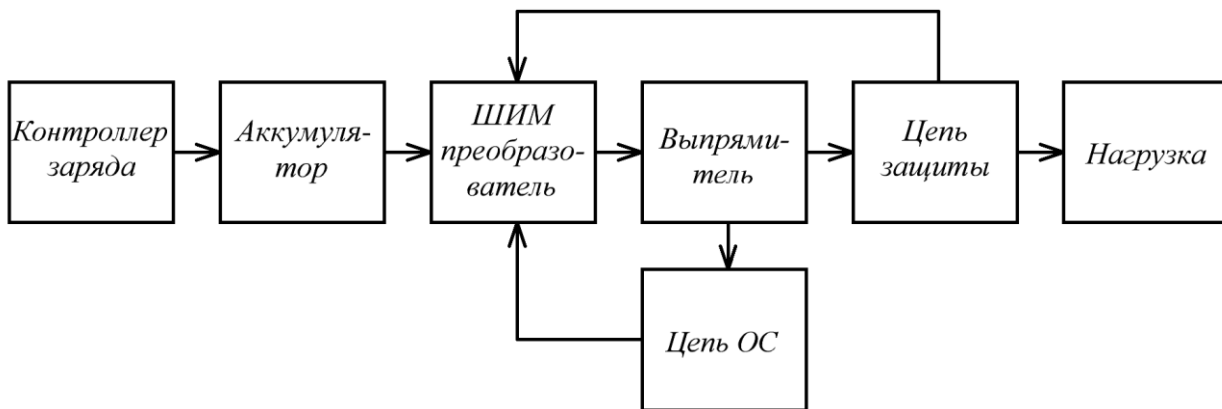 Контроллер
заряда
Аккумуля-
тор
ШИМ
преобразо-
ватель
Выпрями-
тель
Цепь
защиты
Нагрузка
Цепь ОС